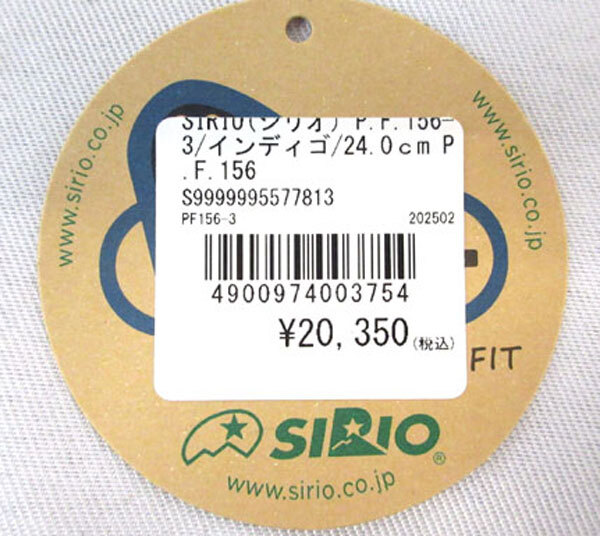 www.sirio.co.jp
www.sirio.co.jp
SIRIO(シリオ) P.F.156-
3/インディゴ/24.0cm P
.F.156
S9999995577813
PF156-3 202502
4900974003754
¥20,350(税込)
FIT
SIRIO®
www.sirio.co.jp